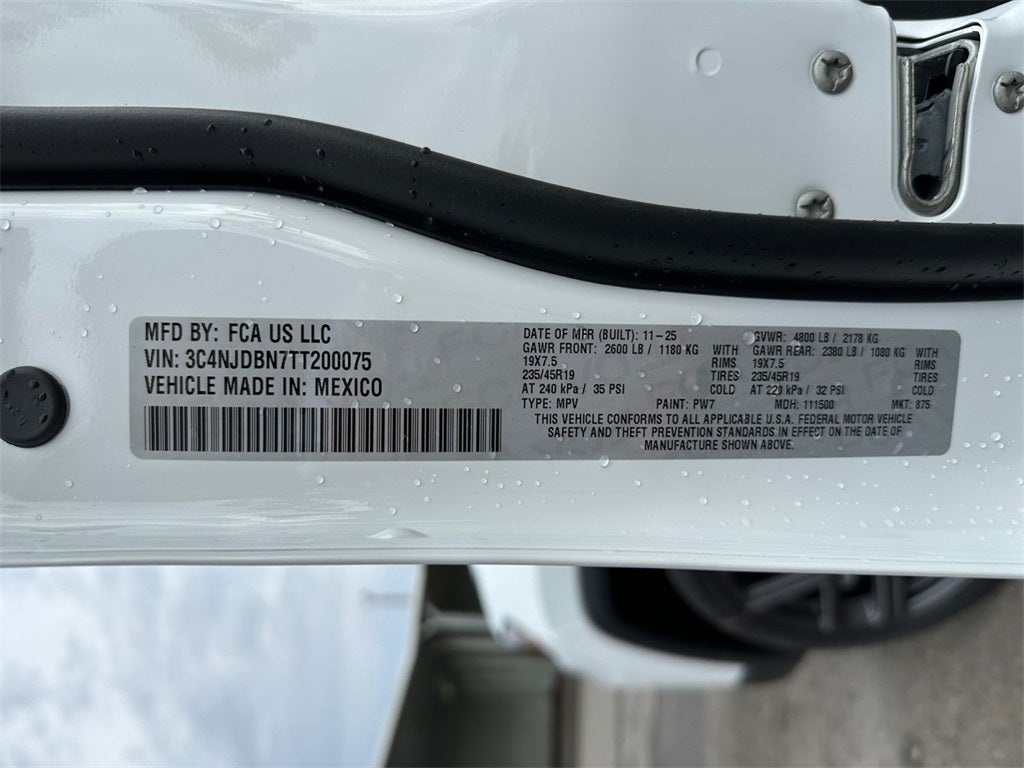 MFD BY: FCA US LLC
VIN: 3C4NJDBN7TT200075
VEHICLE MADE IN: MEXICO
DATE OF MFR (BUILT): 11-25 GVWR: 4800 LB / 2178 KG
GAWR FRONT: 2600 LB / 1180 KG WITH GAWR REAR: 2380 LB / 1080 KG WITH
19X7.5 RIMS 19X7.5 RIMS
235/45R19 TIRES 235/45R19 TIRES
AT 240 kPa / 35 PSI COLD AT 220 kPa / 32 PSI COLD
TYPE: MPV PAINT: PW7 MDH: 111500 MKT: 875
THIS VEHICLE CONFORMS TO ALL APPLICABLE U.S.A. FEDERAL MOTOR VEHICLE
SAFETY AND THEFT PREVENTION STANDARDS IN EFFECT ON THE DATE OF
MANUFACTURE SHOWN ABOVE.